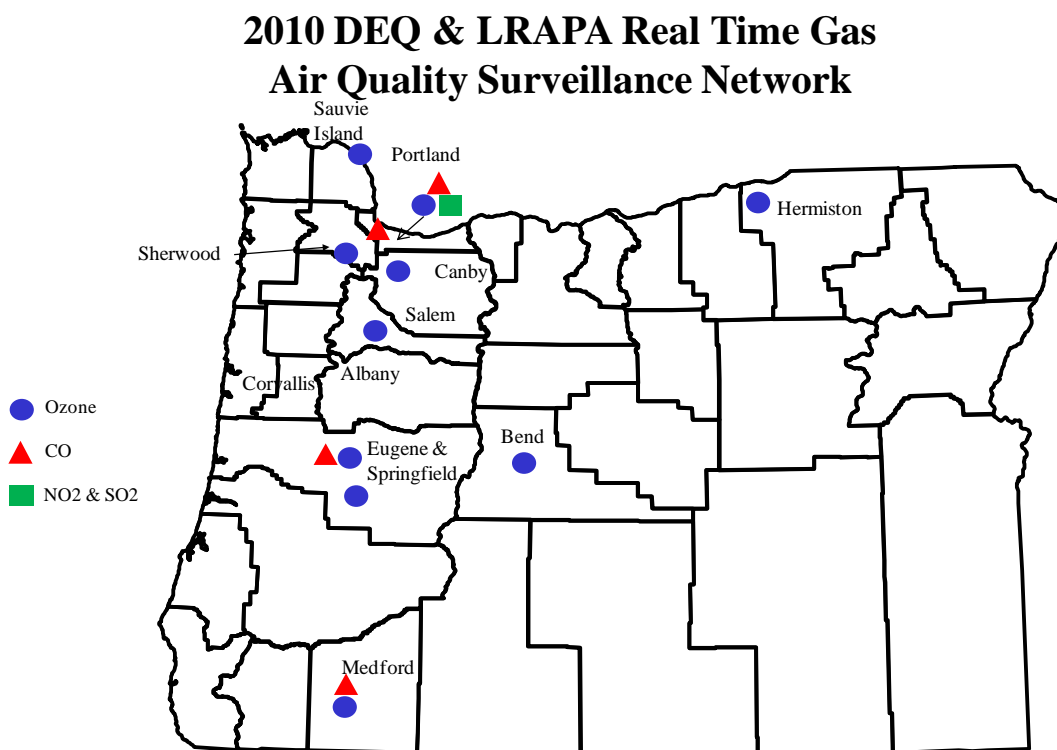 2010 DEQ & LRAPA Real Time Gas
Air Quality Surveillance Network
Sauvie
Island
Portland
Hermiston
Sherwood
Canby
Salem
Albany
Corvallis
Ozone
CO
NO2 & SO2
Eugene &
Springfield
Bend
Medford